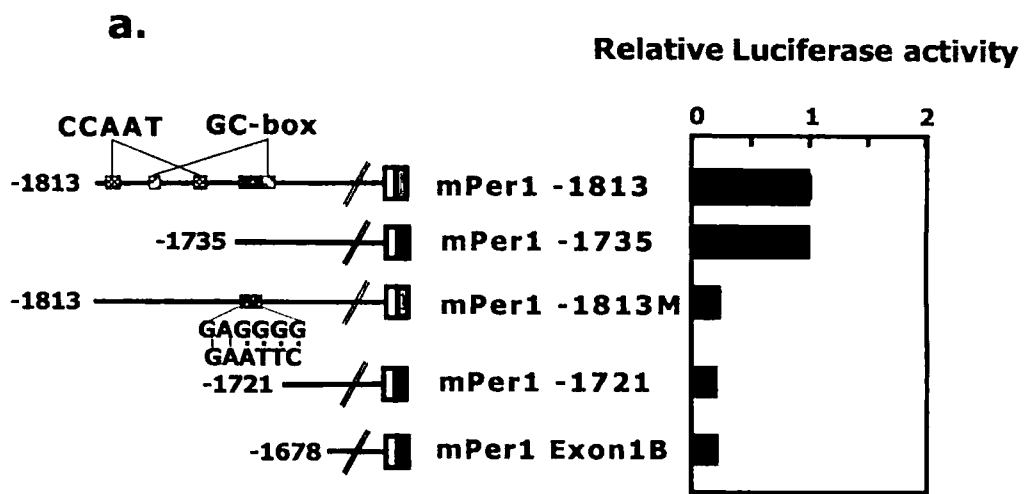 a.
Relative Luciferase activity
CCAAT GC-box
0 1 2
-1813 mPer1 -1813
-1735 mPer1 -1735
-1813 mPer1 -1813M
GAGGGG
GAATTC
-1721 mPer1 -1721
-1678 mPer1 Exon1B